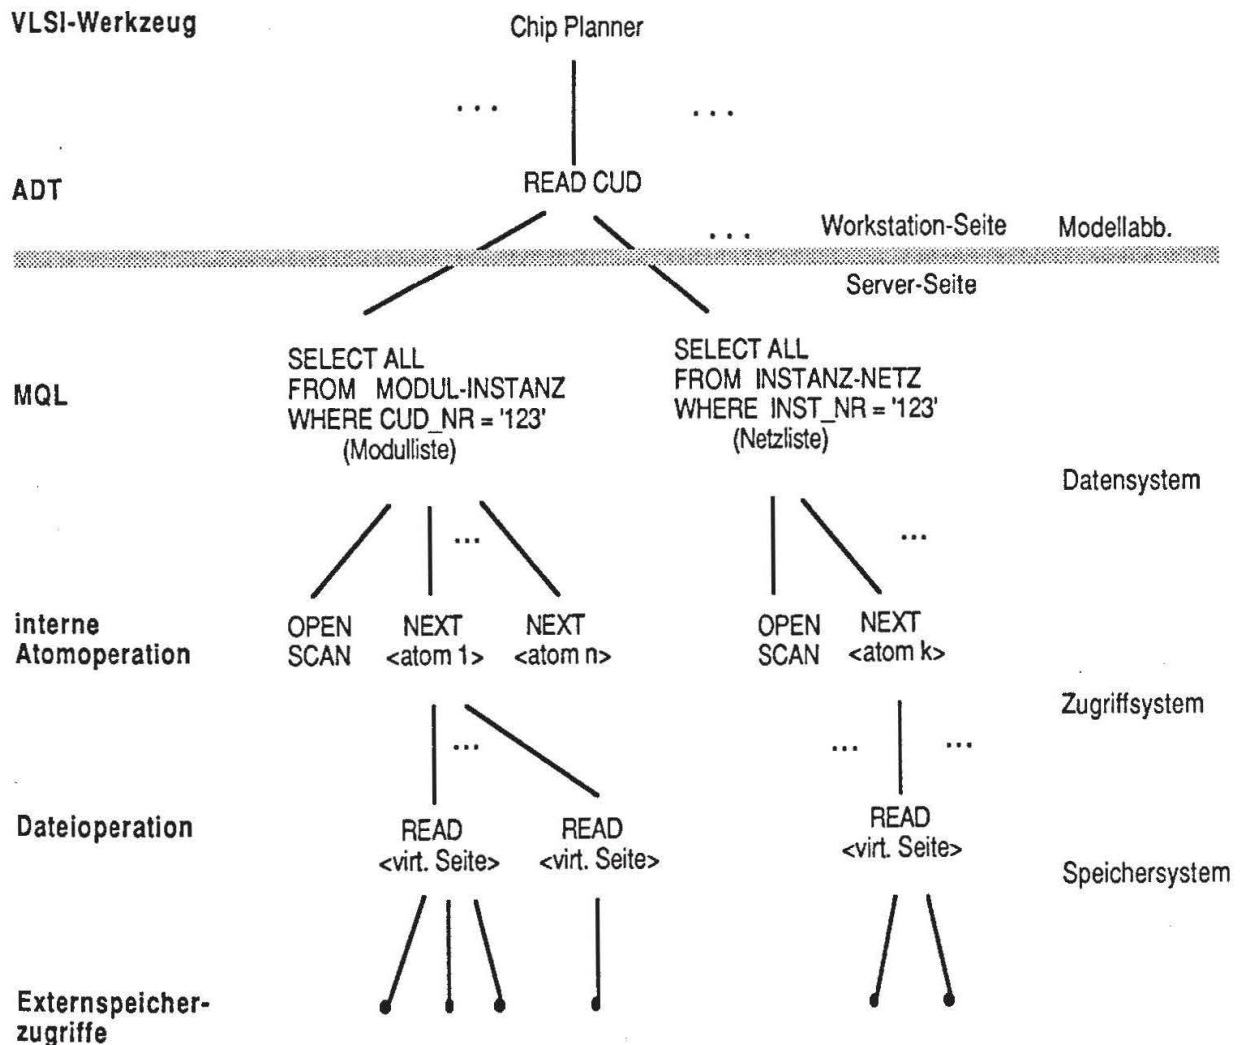 VLSI-Werkzeug
Chip Planner
... ...
ADT
READ CUD
... Workstation-Seite Modellabb.
Server-Seite
MQL
SELECT ALL
FROM MODUL-INSTANZ
WHERE CUD_NR = '123'
(Modulliste)
SELECT ALL
FROM INSTANZ-NETZ
WHERE INST_NR = '123'
(Netzliste)
Datensystem
... ...
interne
Atomoperation
OPEN
SCAN
NEXT
<atom 1>
NEXT
<atom n>
OPEN
SCAN
NEXT
<atom k>
Zugriffsystem
... ... ...
Dateioperation
READ
<virt. Seite>
READ
<virt. Seite>
READ
<virt. Seite>
Speichersystem
Externspeicher-
zugriffe